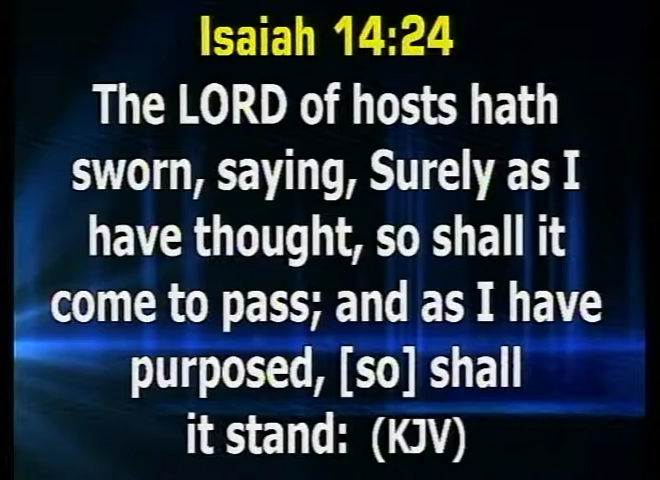 Isaiah 14:24
The LORD of hosts hath
sworn, saying, Surely as I
have thought, so shall it
come to pass; and as I have
purposed, [so] shall
it stand: (KJV)